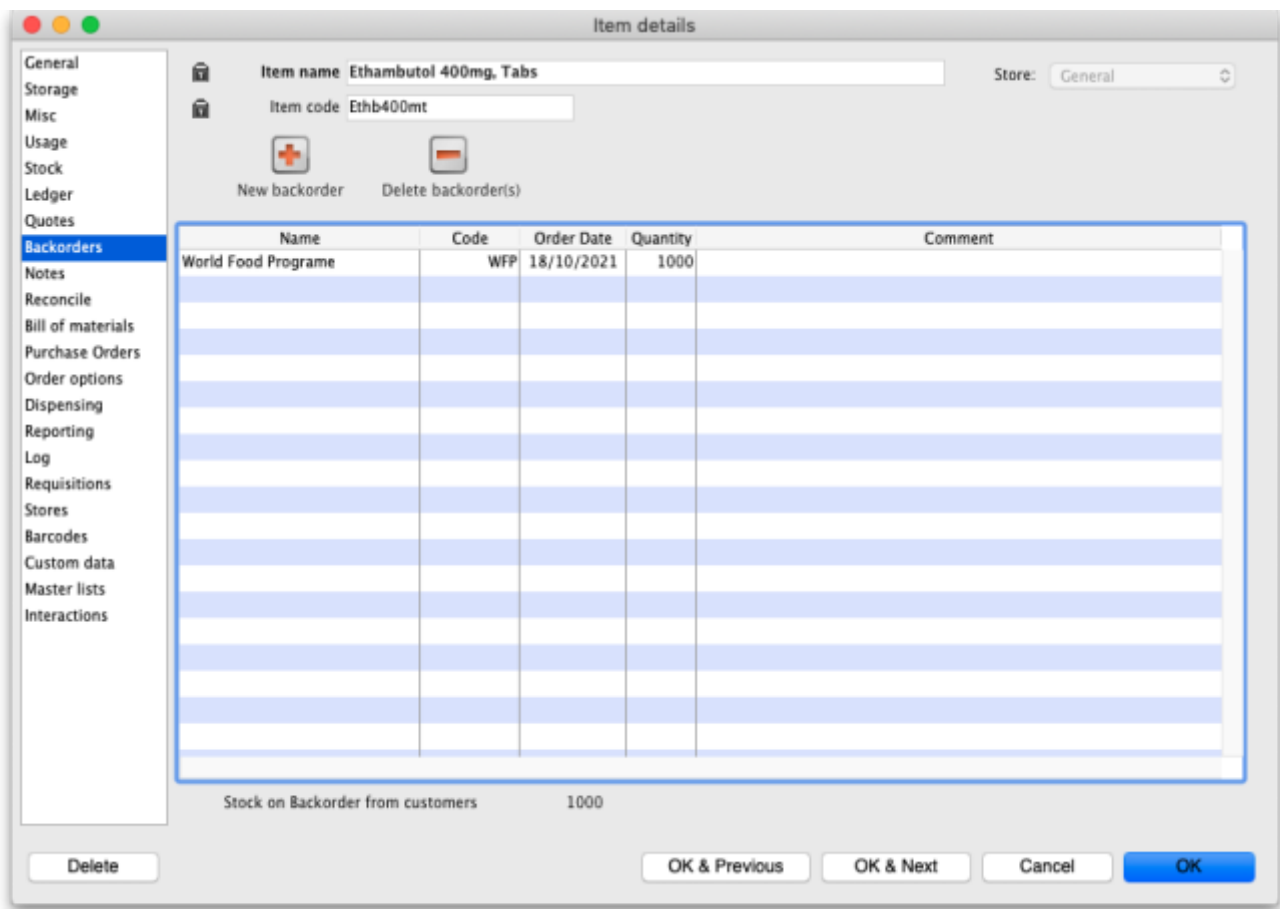 Item details
General
Storage
Misc
Usage
Stock
Ledger
Quotes
Backorders
Notes
Reconcile
Bill of materials
Purchase Orders
Order options
Dispensing
Reporting
Log
Requisitions
Stores
Barcodes
Custom data
Master lists
Interactions
Item name Ethambutol 400mg, Tabs Store: General
Item code Ethb400mt
New backorder Delete backorder(s)
Name Code Order Date Quantity Comment
World Food Programe WFP 18/10/2021 1000
Stock on Backorder from customers 1000
Delete OK & Previous OK & Next Cancel OK